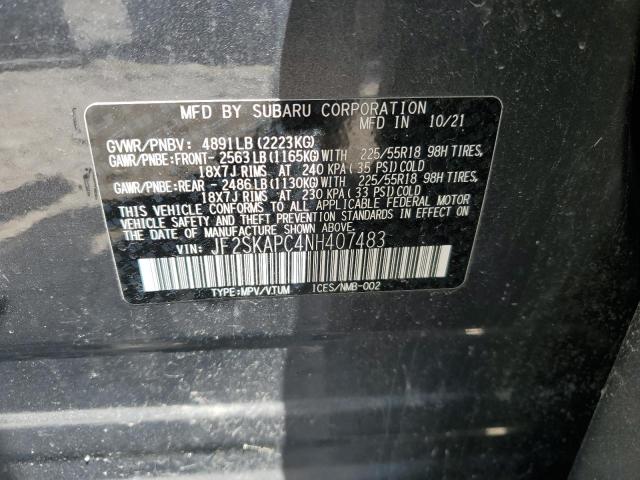 MFD BY SUBARU CORPORATION
MFD IN 10/21
GVWR/PNBV: 4891LB(2223KG)
GAWR/PNBE:FRONT- 2563LB(1165KG)WITH 225/55R18 98H TIRES,
18X7J RIMS AT 240 KPA(35 PSI)COLD
GAWR/PNBE:REAR - 2486LB(1130KG)WITH 225/55R18 98H TIRES,
18X7J RIMS AT 230 KPA(33 PSI)COLD
THIS VEHICLE CONFORMS TO ALL APPLICABLE FEDERAL MOTOR
VEHICLE SAFETY AND THEFT PREVENTION STANDARDS IN EFFECT
ON THE DATE OF MANUFACTURE SHOWN ABOVE.
VIN: JF2SKAPC4NH407483
TYPE:MPV/VTUM ICES/NMB-002